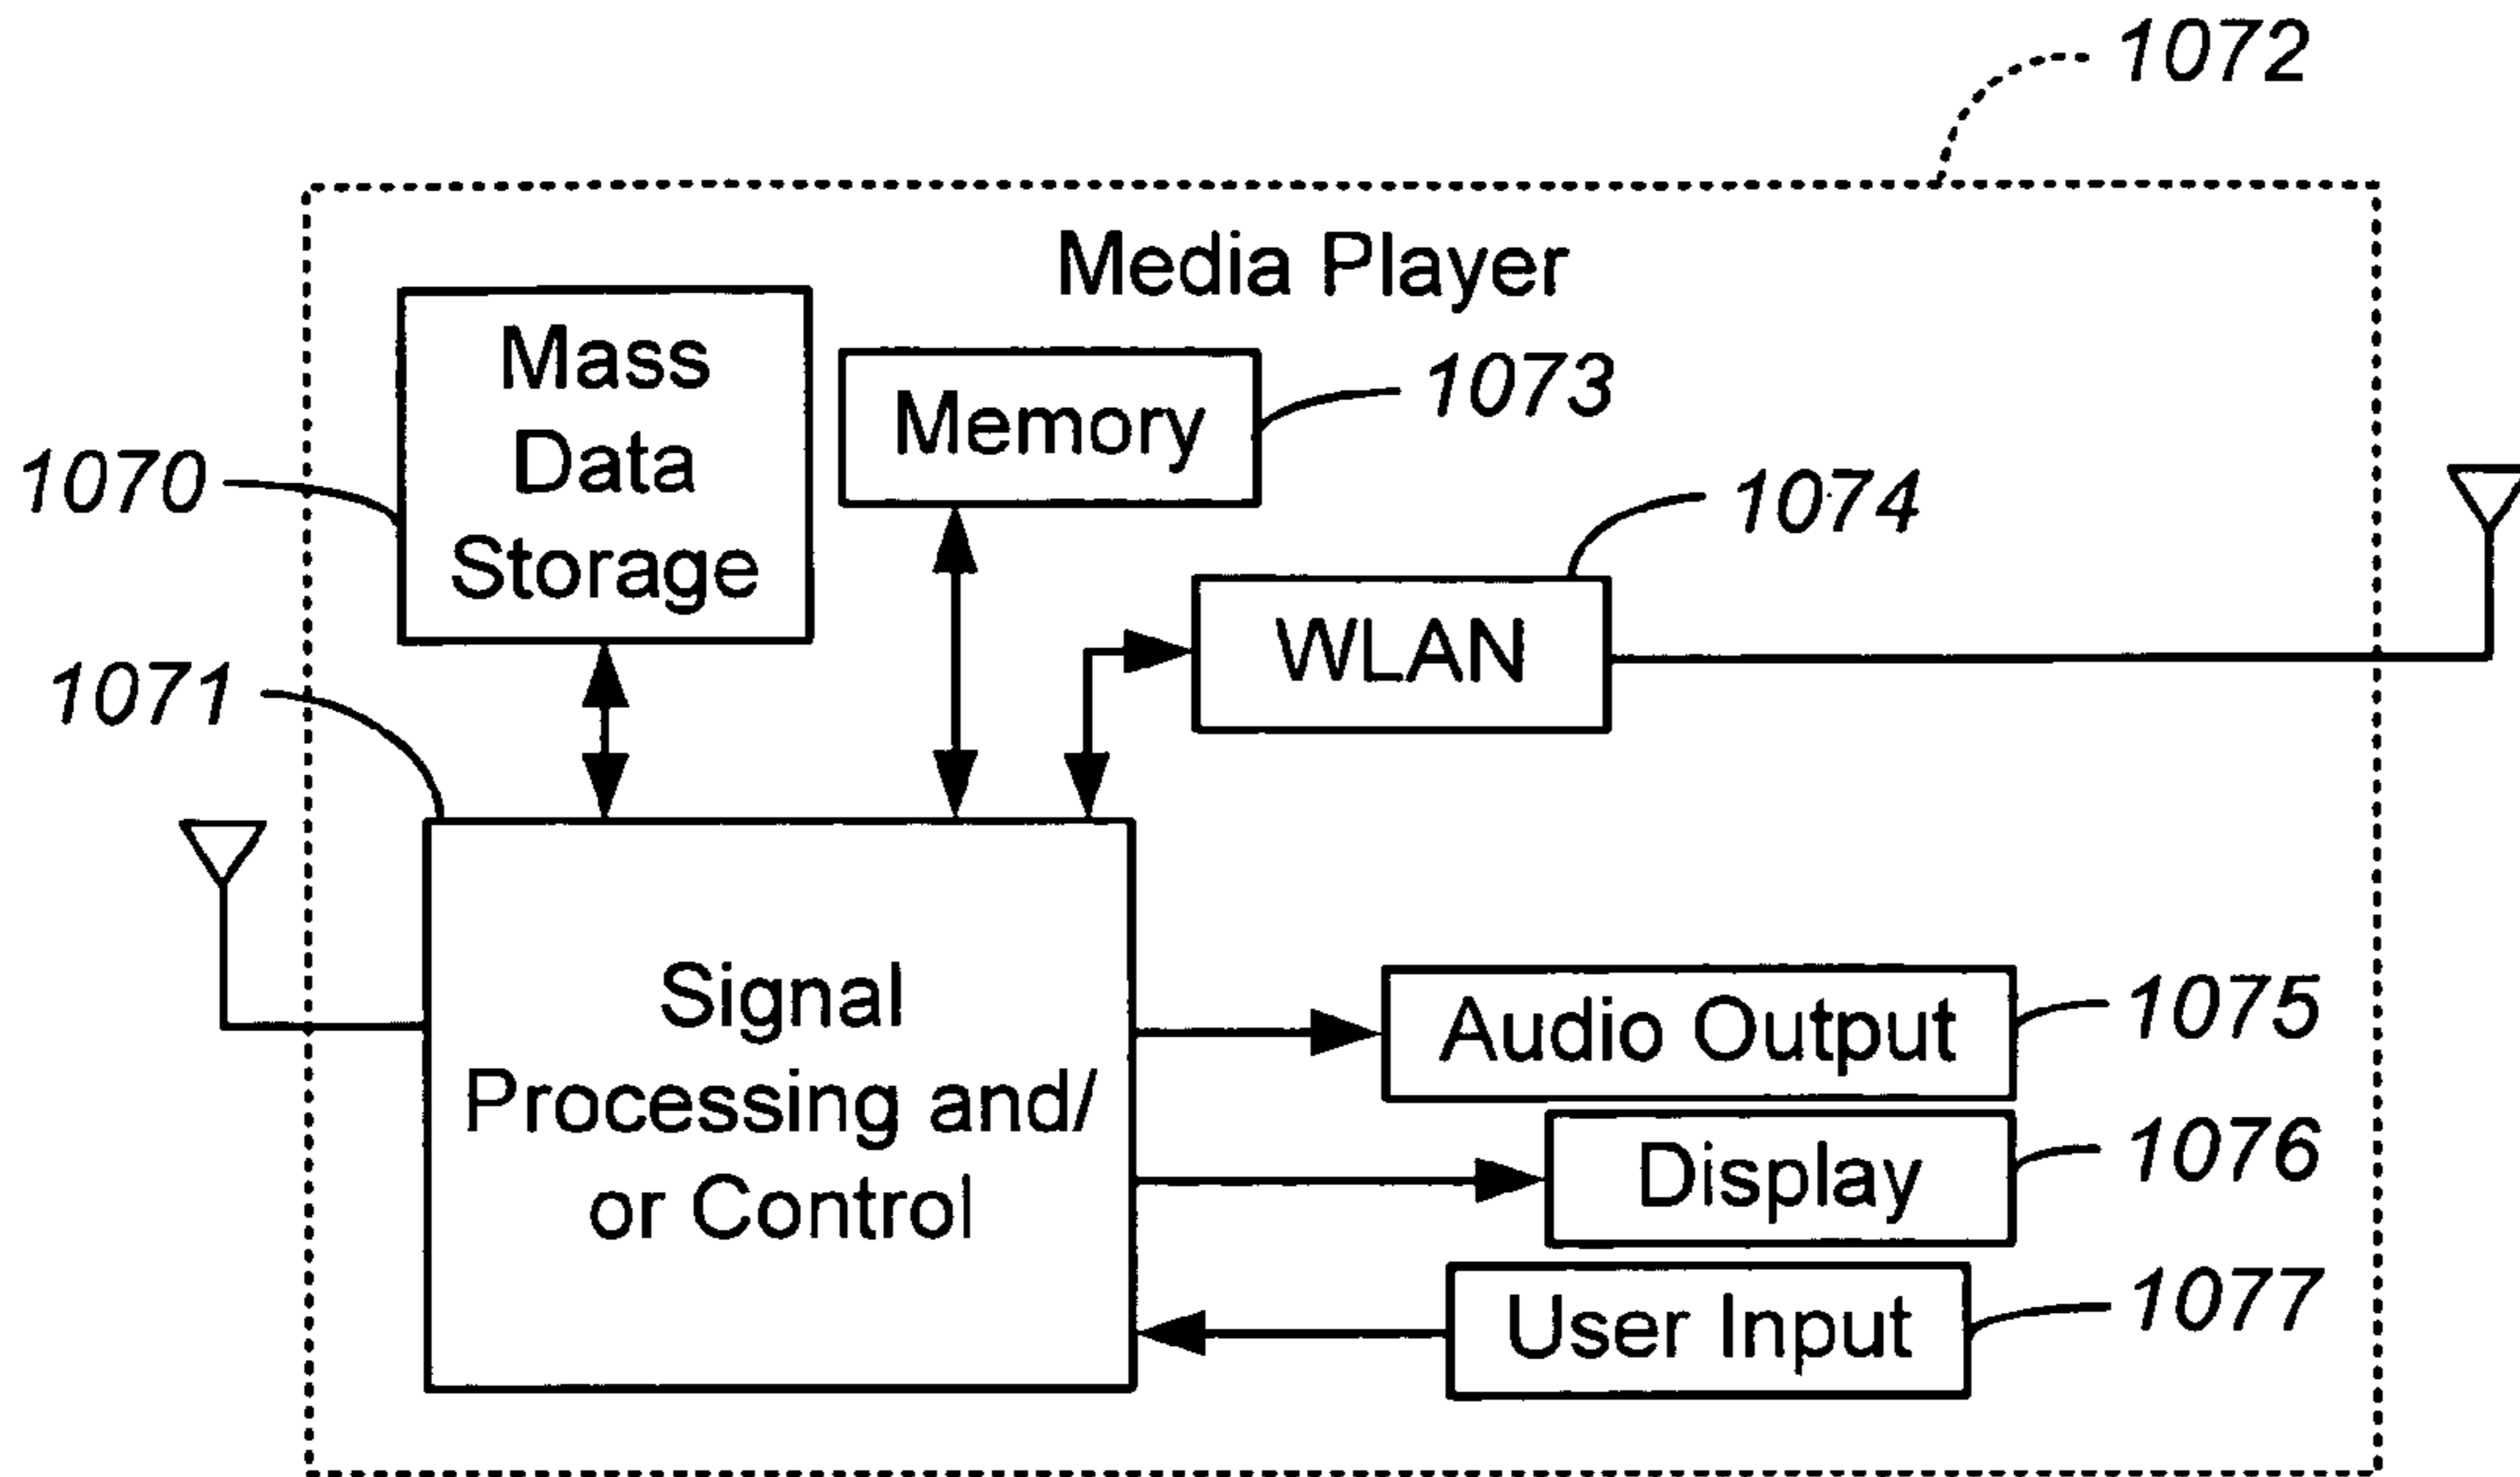 1072
Media Player
Mass
Data
Storage
Memory
1073
1070
1074
WLAN
1071
Signal
Processing and/
or Control
Audio Output
1075
Display
1076
User Input
1077